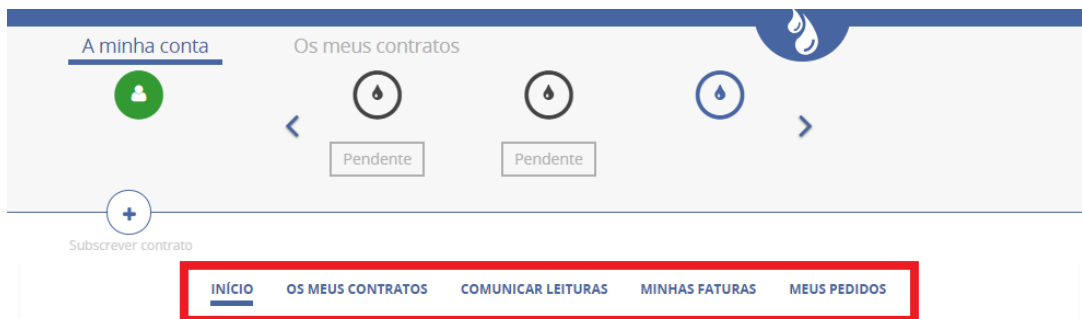 A minha conta
Os meus contratos
Pendente
Pendente
Subscrever contrato
INÍCIO OS MEUS CONTRATOS COMUNICAR LEITURAS MINHAS FATURAS MEUS PEDIDOS